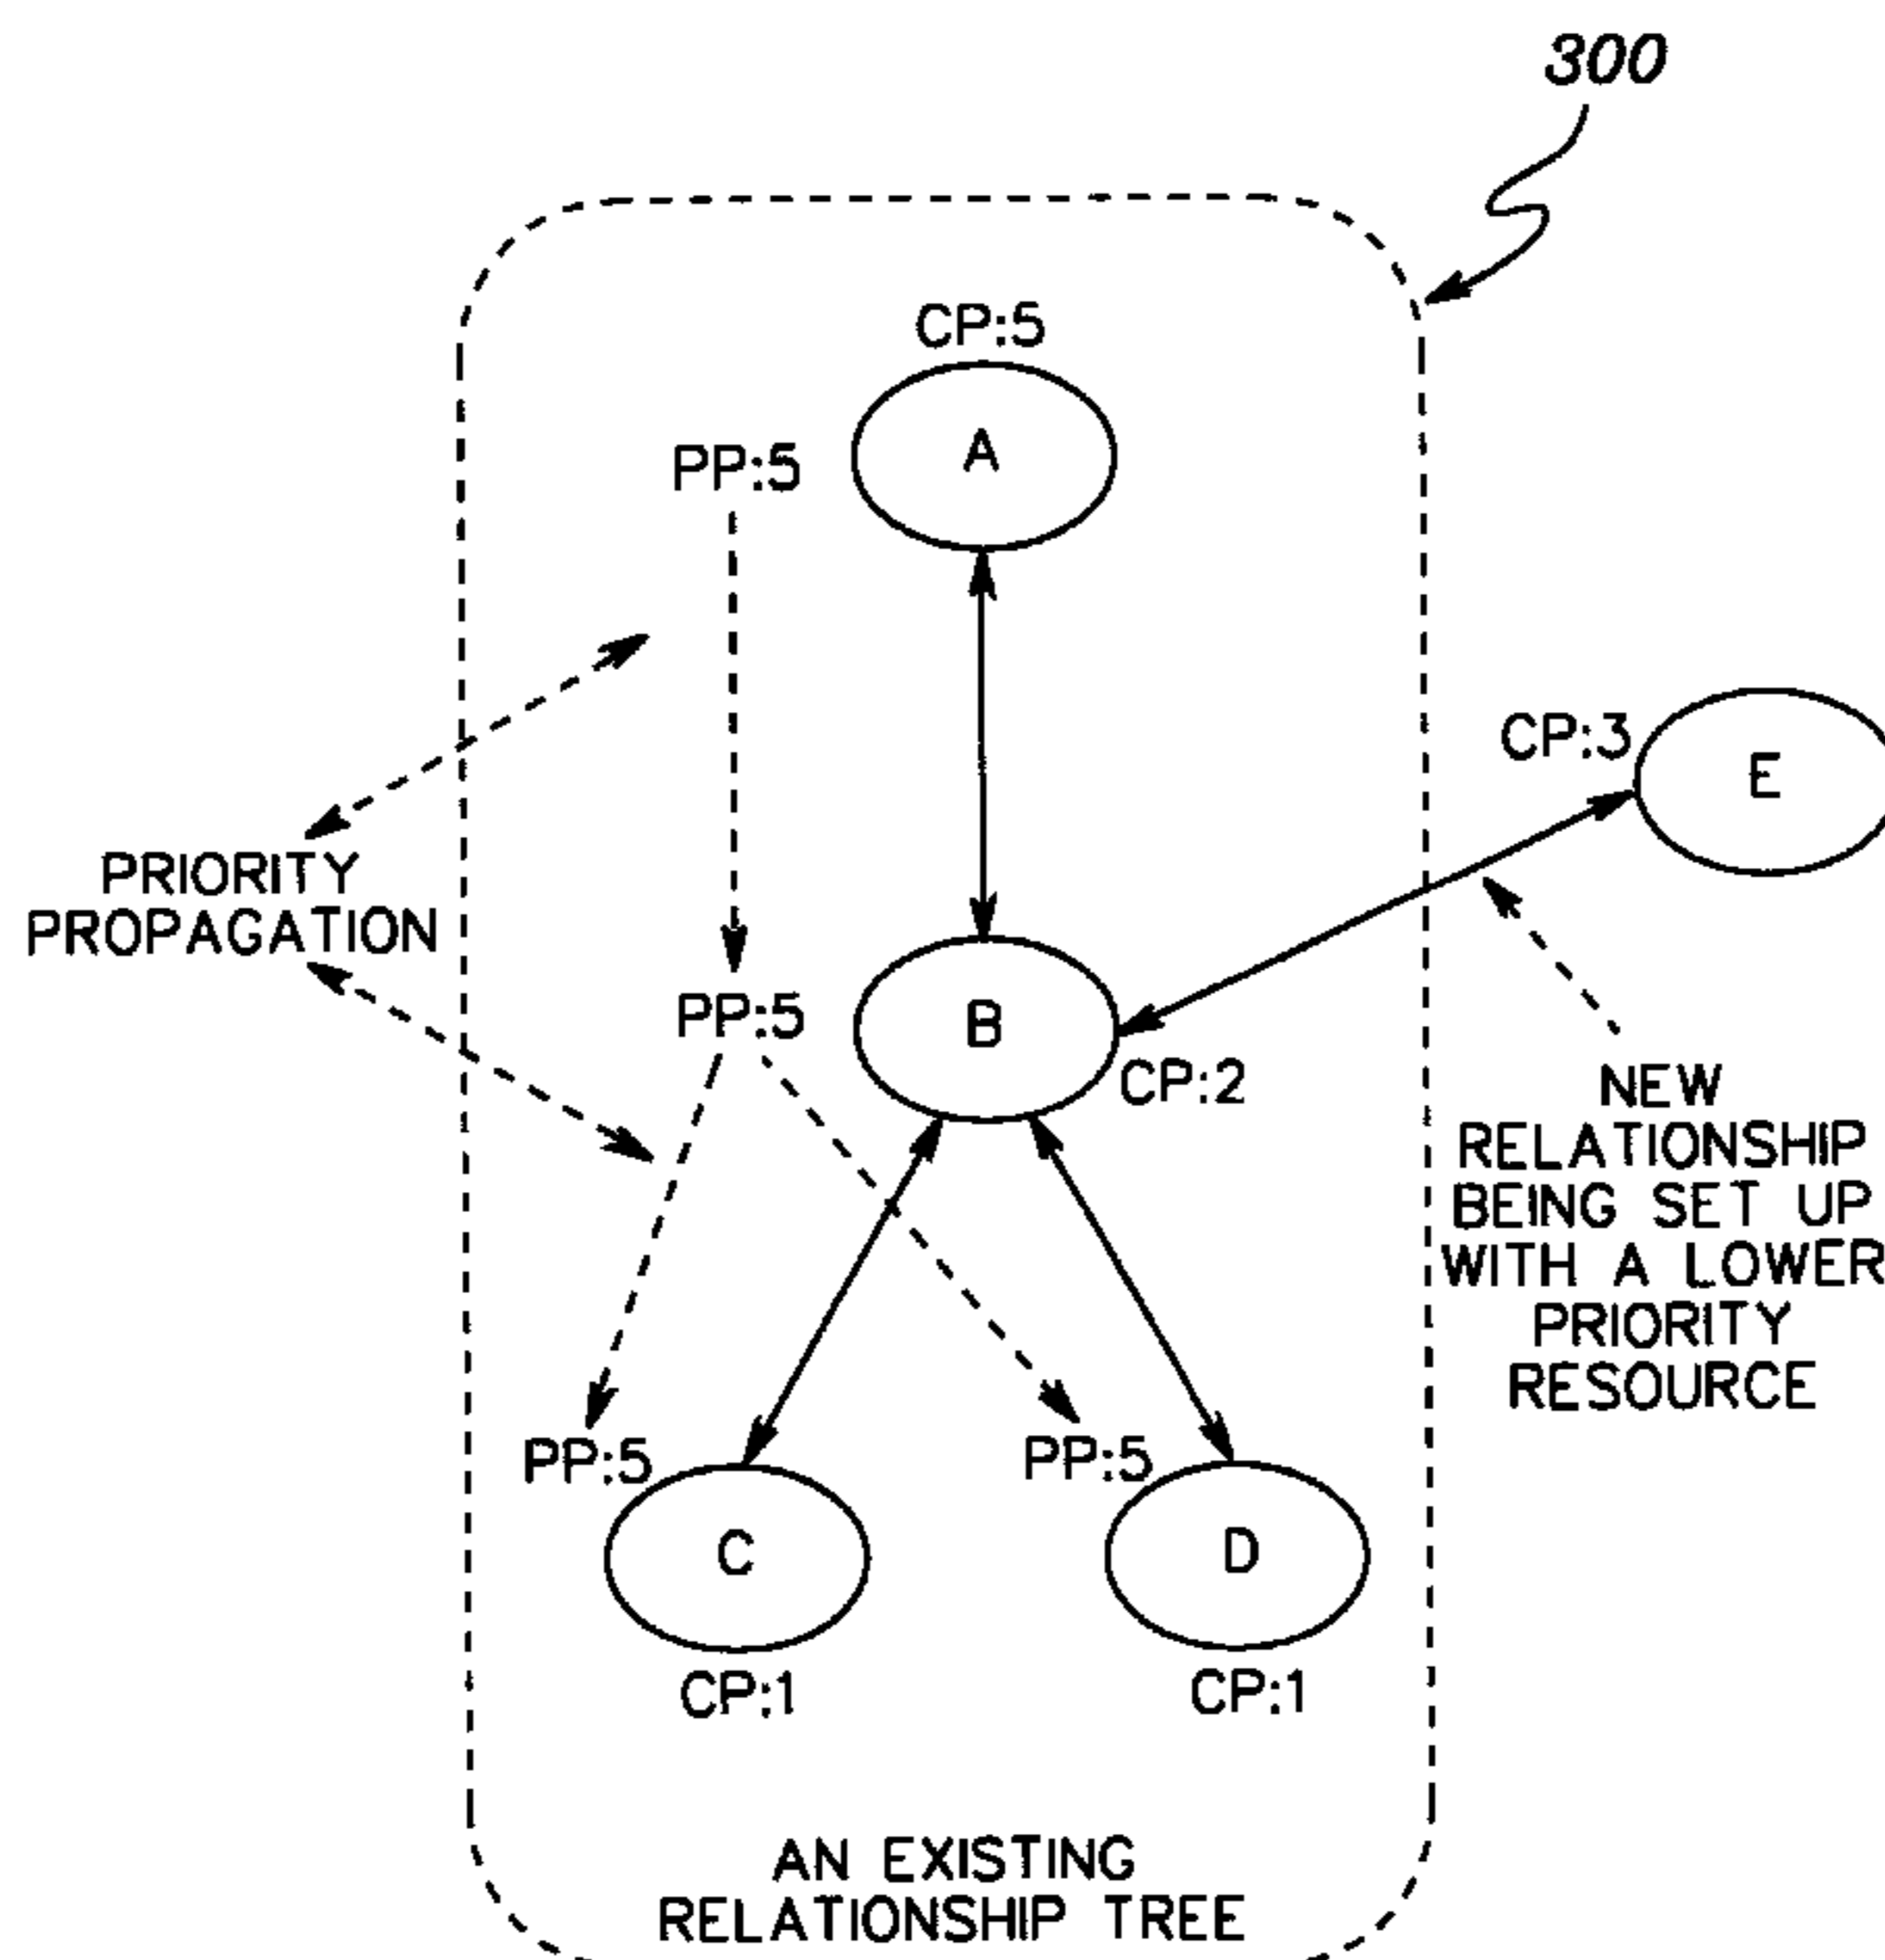 300
CP:5
A
PP:5
CP:3
E
PRIORITY
PROPAGATION
PP:5
B
CP:2
NEW
RELATIONSHIP
BEING SET UP
WITH A LOWER
PRIORITY
RESOURCE
PP:5
PP:5
C
D
CP:1
CP:1
AN EXISTING
RELATIONSHIP TREE